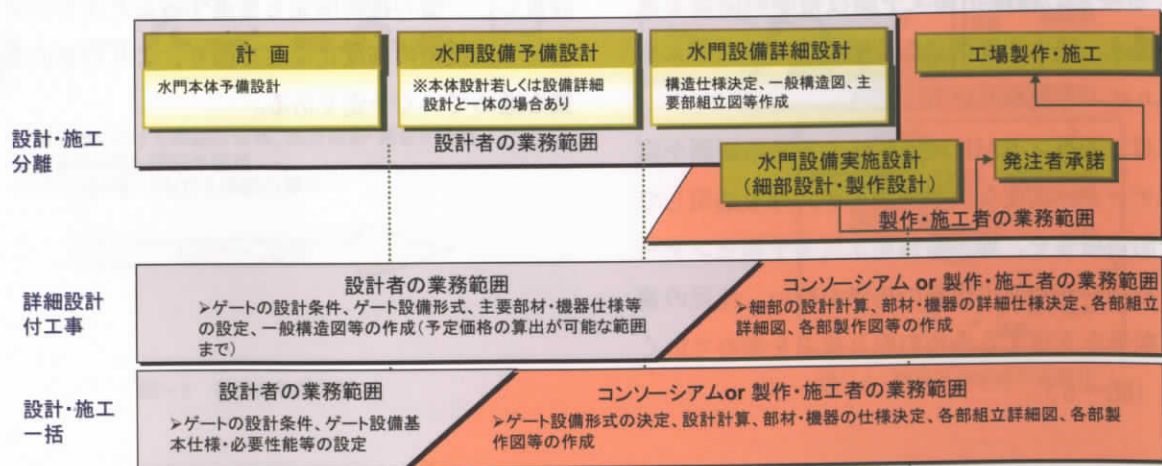 計 画
水門本体予備設計
水門設備予備設計
※本体設計若しくは設備詳細
設計と一体の場合あり
水門設備詳細設計
構造仕様決定、一般構造図、主
要部組立図等作成
工場製作・施工
設計・施工
分離
設計者の業務範囲
水門設備実施設計
(細部設計・製作設計)
発注者承諾
製作・施工者の業務範囲
詳細設計
付工事
設計者の業務範囲
➢ゲートの設計条件、ゲート設備形式、主要部材・機器仕様等
の設定、一般構造図等の作成(予定価格の算出が可能な範囲
まで)
コンソーシアム or 製作・施工者の業務範囲
➢細部の設計計算、部材・機器の詳細仕様決定、各部組立
詳細図、各部製作図等の作成
設計・施工
一括
設計者の業務範囲
➢ゲートの設計条件、ゲート設備基
本仕様・必要性能等の設定
コンソーシアムor 製作・施工者の業務範囲
➢ゲート設備形式の決定、設計計算、部材・機器の仕様決定、各部組立詳細図、各部製
作図等の作成